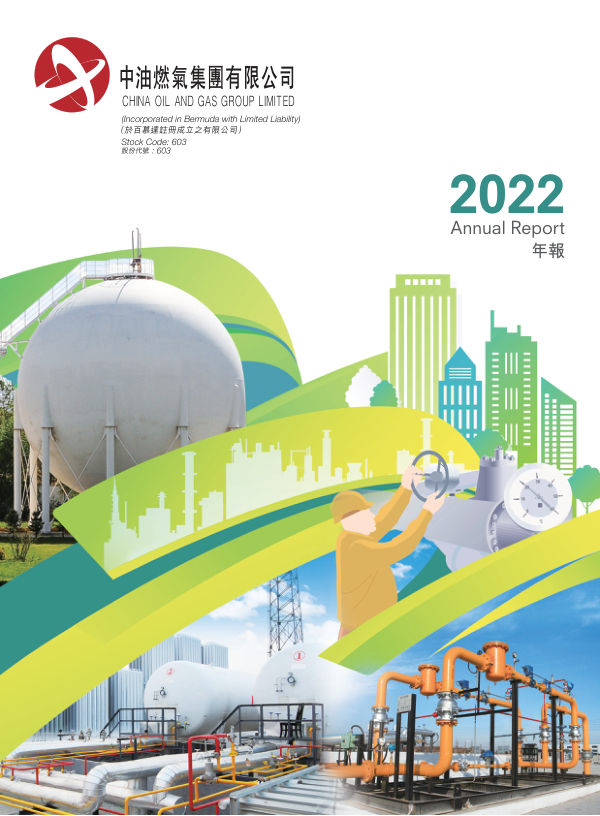 中油燃氣集團有限公司
CHINA OIL AND GAS GROUP LIMITED
(Incorporated in Bermuda with Limited Liability)
(於百慕達註冊成立之有限公司)
Stock Code: 603
股份代號：603
2022
Annual Report
年報